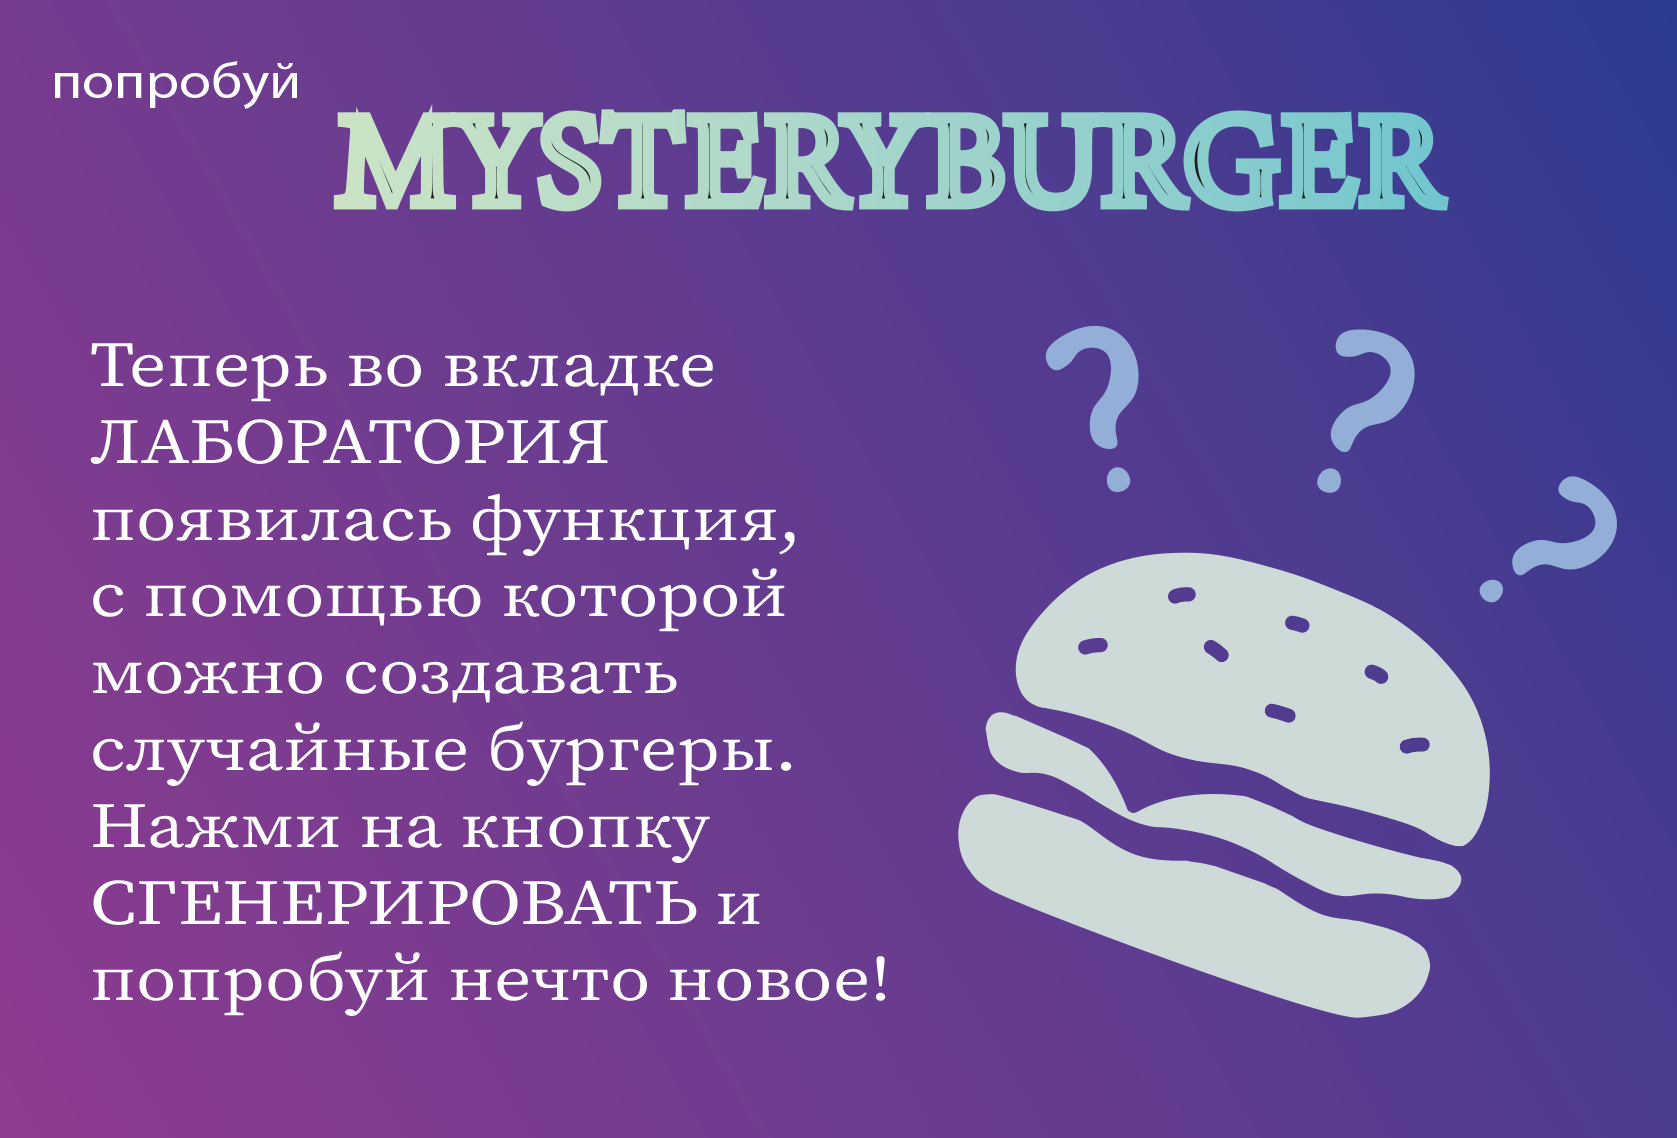 попробуй
MYSTERYBURGER
Теперь во вкладке
ЛАБОРАТОРИЯ
появилась функция,
с помощью которой
можно создавать
случайные бургеры.
Нажми на кнопку
СГЕНЕРИРОВАТЬ и
попробуй нечто новое!
? ? ?